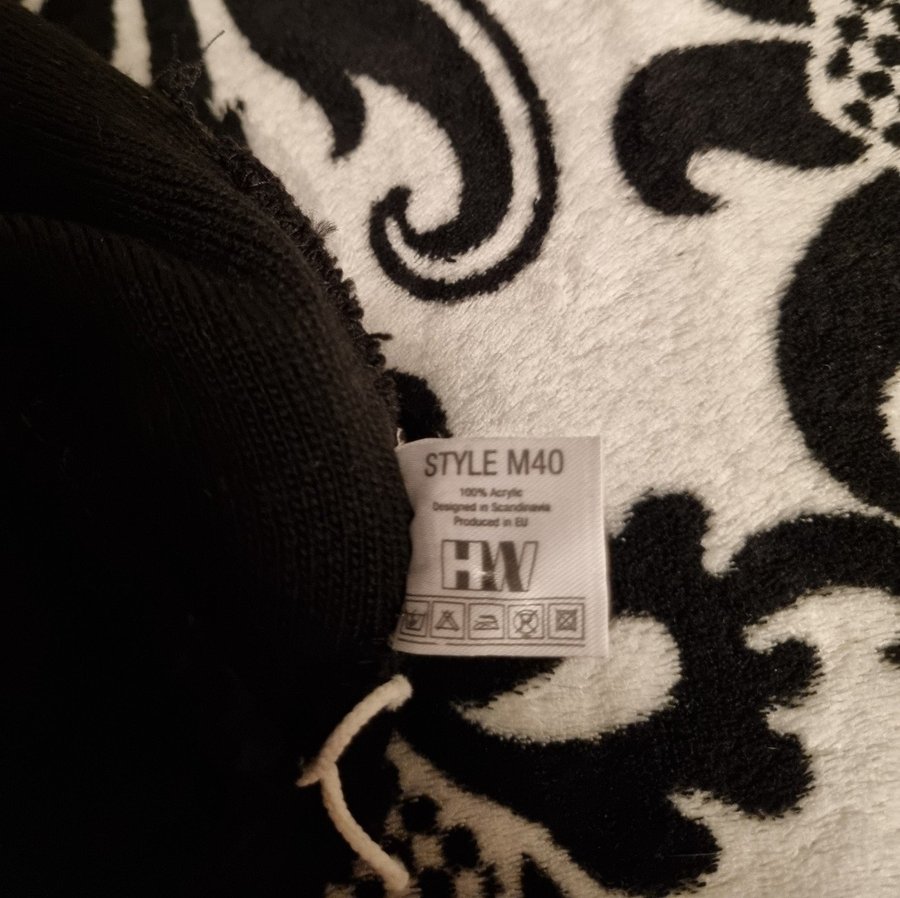 STYLE M40
100% Acrylic
Designed in Scandinavia
Produced in EU
HW